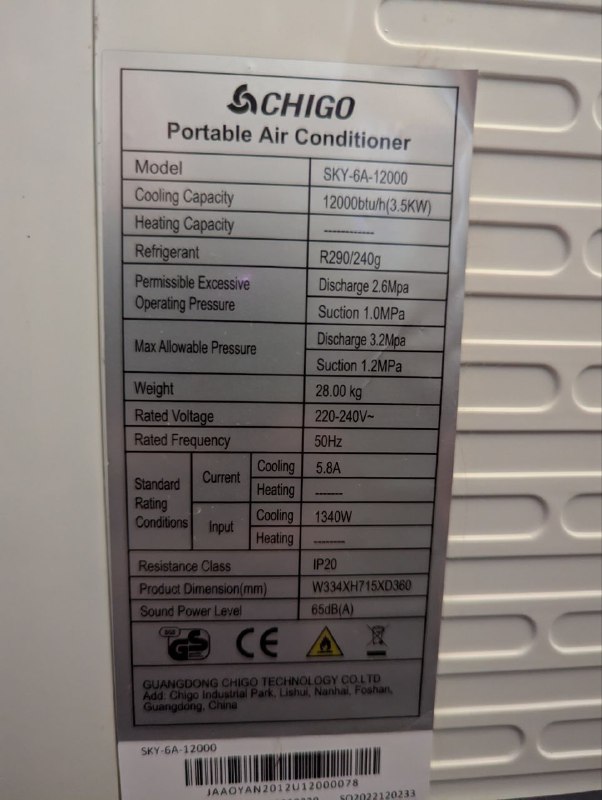 CHIGO
Portable Air Conditioner
Model SKY-6A-12000
Cooling Capacity 12000btu/h(3.5KW)
Heating Capacity ------------
Refrigerant R290/240g
Permissible Excessive Operating Pressure Discharge 2.6Mpa
Suction 1.0MPa
Max Allowable Pressure Discharge 3.2Mpa
Suction 1.2MPa
Weight 28.00 kg
Rated Voltage 220-240V~
Rated Frequency 50Hz
Standard Rating Conditions Current Cooling 5.8A
Heating -------
Input Cooling 1340W
Heating --------
Resistance Class IP20
Product Dimension(mm) W334XH715XD360
Sound Power Level 65dB(A)
GS CE
GUANGDONG CHIGO TECHNOLOGY CO.LTD
Add: Chigo Industrial Park, Lishui, Nanhai, Foshan,
Guangdong, China
SKY-6A-12000
JAAOYAN2012U12000078
SO2022120233